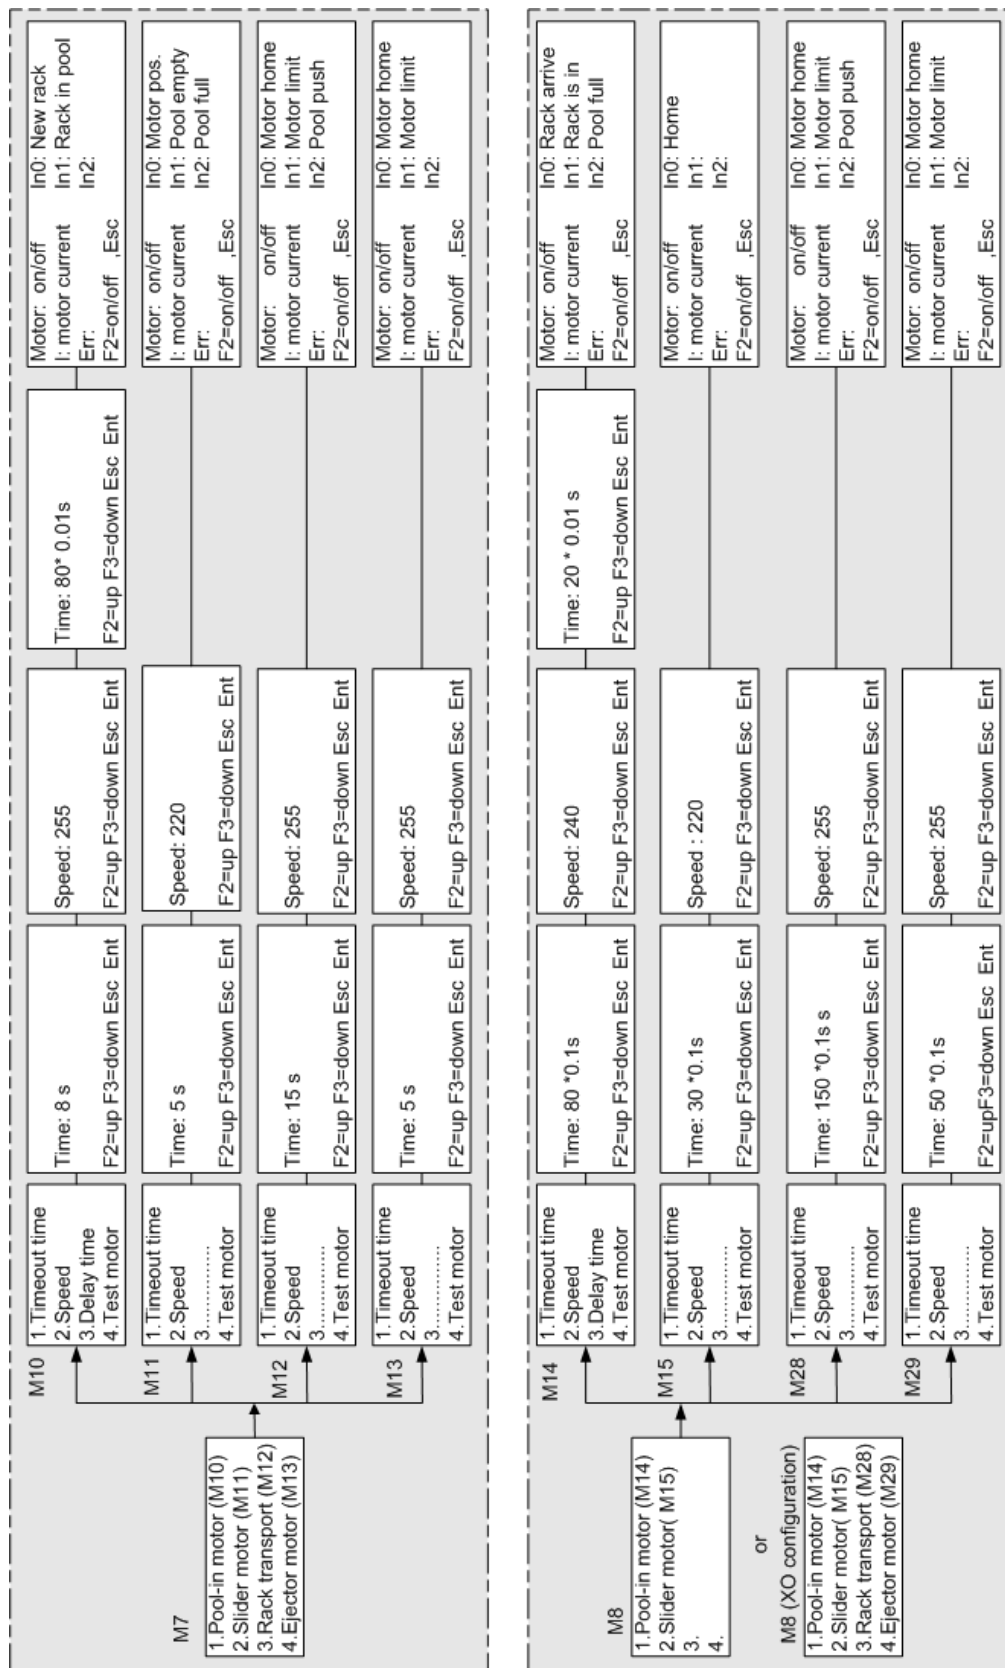 M7
1.Pool-in motor (M10)
2.Slider motor (M11)
3.Rack transport (M12)
4.Ejector motor (M13)
M10
1.Timeout time
2.Speed
3.Delay time
4.Test motor
Time: 8 s
F2=up F3=down Esc Ent
Speed: 255
F2=up F3=down Esc Ent
Time: 80* 0.01s
F2=up F3=down Esc Ent
Motor: on/off In0: New rack
I: motor current In1: Rack in pool
Err: In2:
F2=on/off ,Esc
M11
1.Timeout time
2.Speed
3..............
4.Test motor
Time: 5 s
F2=up F3=down Esc Ent
Speed: 220
F2=up F3=down Esc Ent
Motor: on/off In0: Motor pos.
I: motor current In1: Pool empty
Err: In2: Pool full
F2=on/off ,Esc
M12
1.Timeout time
2.Speed
3..............
4.Test motor
Time: 15 s
F2=up F3=down Esc Ent
Speed: 255
F2=up F3=down Esc Ent
Motor: on/off In0: Motor home
I: motor current In1: Motor limit
Err: In2: Pool push
F2=on/off ,Esc
M13
1.Timeout time
2.Speed
3..............
4.Test motor
Time: 5 s
F2=up F3=down Esc Ent
Speed: 255
F2=up F3=down Esc Ent
Motor: on/off In0: Motor home
I: motor current In1: Motor limit
Err: In2:
F2=on/off ,Esc
M8
1.Pool-in motor (M14)
2.Slider motor( M15)
3.
4.
or
M8 (XO configuration)
1.Pool-in motor (M14)
2.Slider motor( M15)
3.Rack transport (M28)
4.Ejector motor (M29)
M14
1.Timeout time
2.Speed
3.Delay time
4.Test motor
Time: 80 *0.1s
F2=up F3=down Esc Ent
Speed: 240
F2=up F3=down Esc Ent
Time: 20 * 0.01 s
F2=up F3=down Esc Ent
Motor: on/off In0: Rack arrive
I: motor current In1: Rack is in
Err: In2: Pool full
F2=on/off ,Esc
M15
1.Timeout time
2.Speed
3..............
4.Test motor
Time: 30 *0.1s
F2=up F3=down Esc Ent
Speed : 220
F2=up F3=down Esc Ent
Motor: on/off In0: Home
I: motor current In1:
Err: In2:
F2=on/off ,Esc
M28
1.Timeout time
2.Speed
3..............
4.Test motor
Time: 150 *0.1s s
F2=up F3=down Esc Ent
Speed: 255
F2=up F3=down Esc Ent
Motor: on/off In0: Motor home
I: motor current In1: Motor limit
Err: In2: Pool push
F2=on/off ,Esc
M29
1.Timeout time
2.Speed
3..............
4.Test motor
Time: 50 *0.1s
F2=upF3=down Esc Ent
Speed: 255
F2=up F3=down Esc Ent
Motor: on/off In0: Motor home
I: motor current In1: Motor limit
Err: In2:
F2=on/off ,Esc